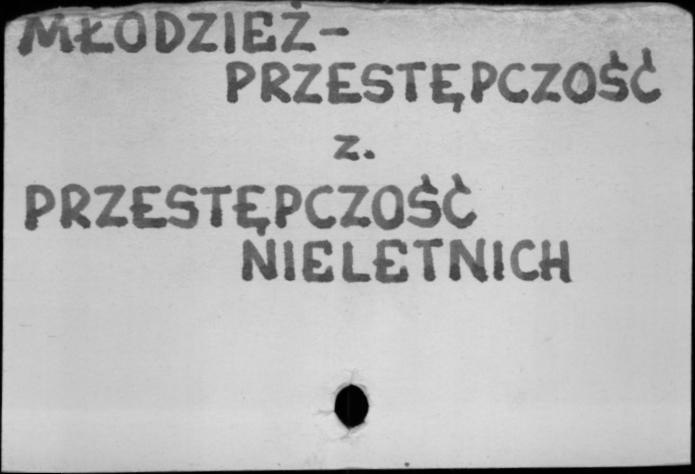 MŁODZIEŻ-
PRZESTĘPCZOŚĆ
z.
PRZESTĘPCZOŚĆ
NIELETNICH